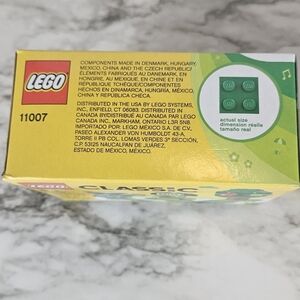 LEGO
11007
COMPONENTS MADE IN DENMARK, HUNGARY,
MEXICO, CHINA AND THE CZECH REPUBLIC/
ÉLÉMENTS FABRIQUÉS AU DANEMARK, EN
HONGRIE, AU MEXIQUE, EN CHINE ET EN
RÉPUBLIQUE TCHÈQUE/COMPONENTES
HECHOS EN DINAMARCA, HUNGRÍA, MÉXICO,
CHINA Y REPÚBLICA CHECA.
DISTRIBUTED IN THE USA BY LEGO SYSTEMS,
INC., ENFIELD, CT 06083. DISTRIBUTED IN
CANADA BY/DISTRIBUÉ AU CANADA PAR LEGO
CANADA INC., MARKHAM, ONTARIO L3R 5N8.
IMPORTADO POR: LEGO MÉXICO S.A. DE C.V.,
PASEO ALEXANDER VON HUMBOLDT 43-A,
TORRE II PB COL. LOMAS VERDES 3ª SECCIÓN,
C.P. 53125 NAUCALPAN DE JUÁREZ,
ESTADO DE MÉXICO, MÉXICO.
actual size
dimension réelle
tamaño real
LEGO
CLASSIC